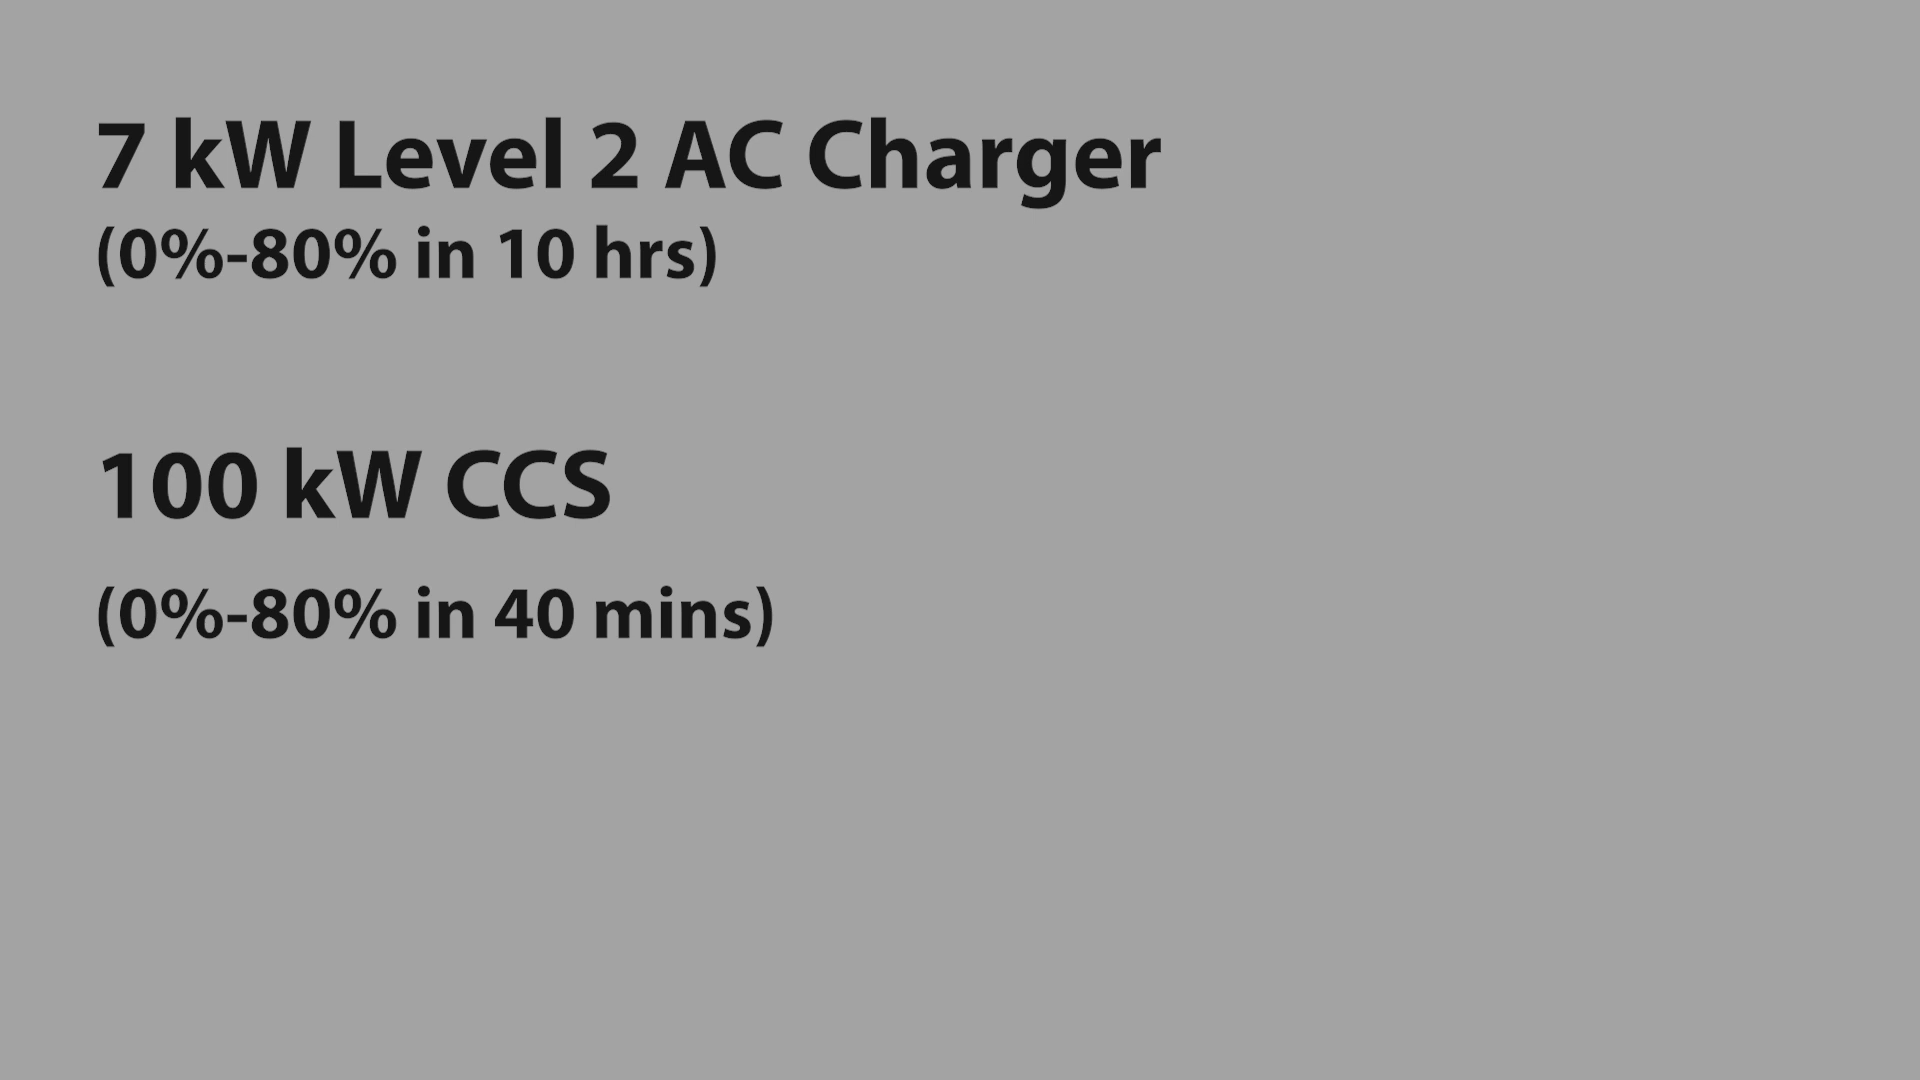 7 kW Level 2 AC Charger
(0%-80% in 10 hrs)
100 kW CCS
(0%-80% in 40 mins)